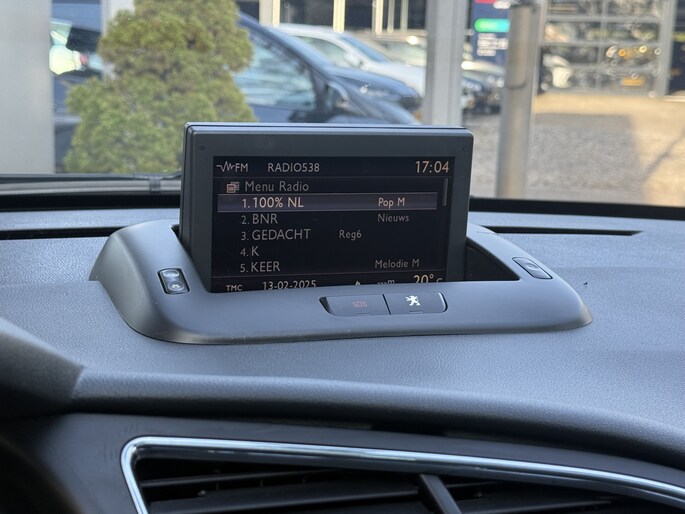 FM RADIO538 17:04
Menu Radio
1. 100% NL Pop M
2. BNR Nieuws
3. GEDACHT Reg6
4. K
5. KEER Melodie M
TMC 13-02-2025 20° C
SOS